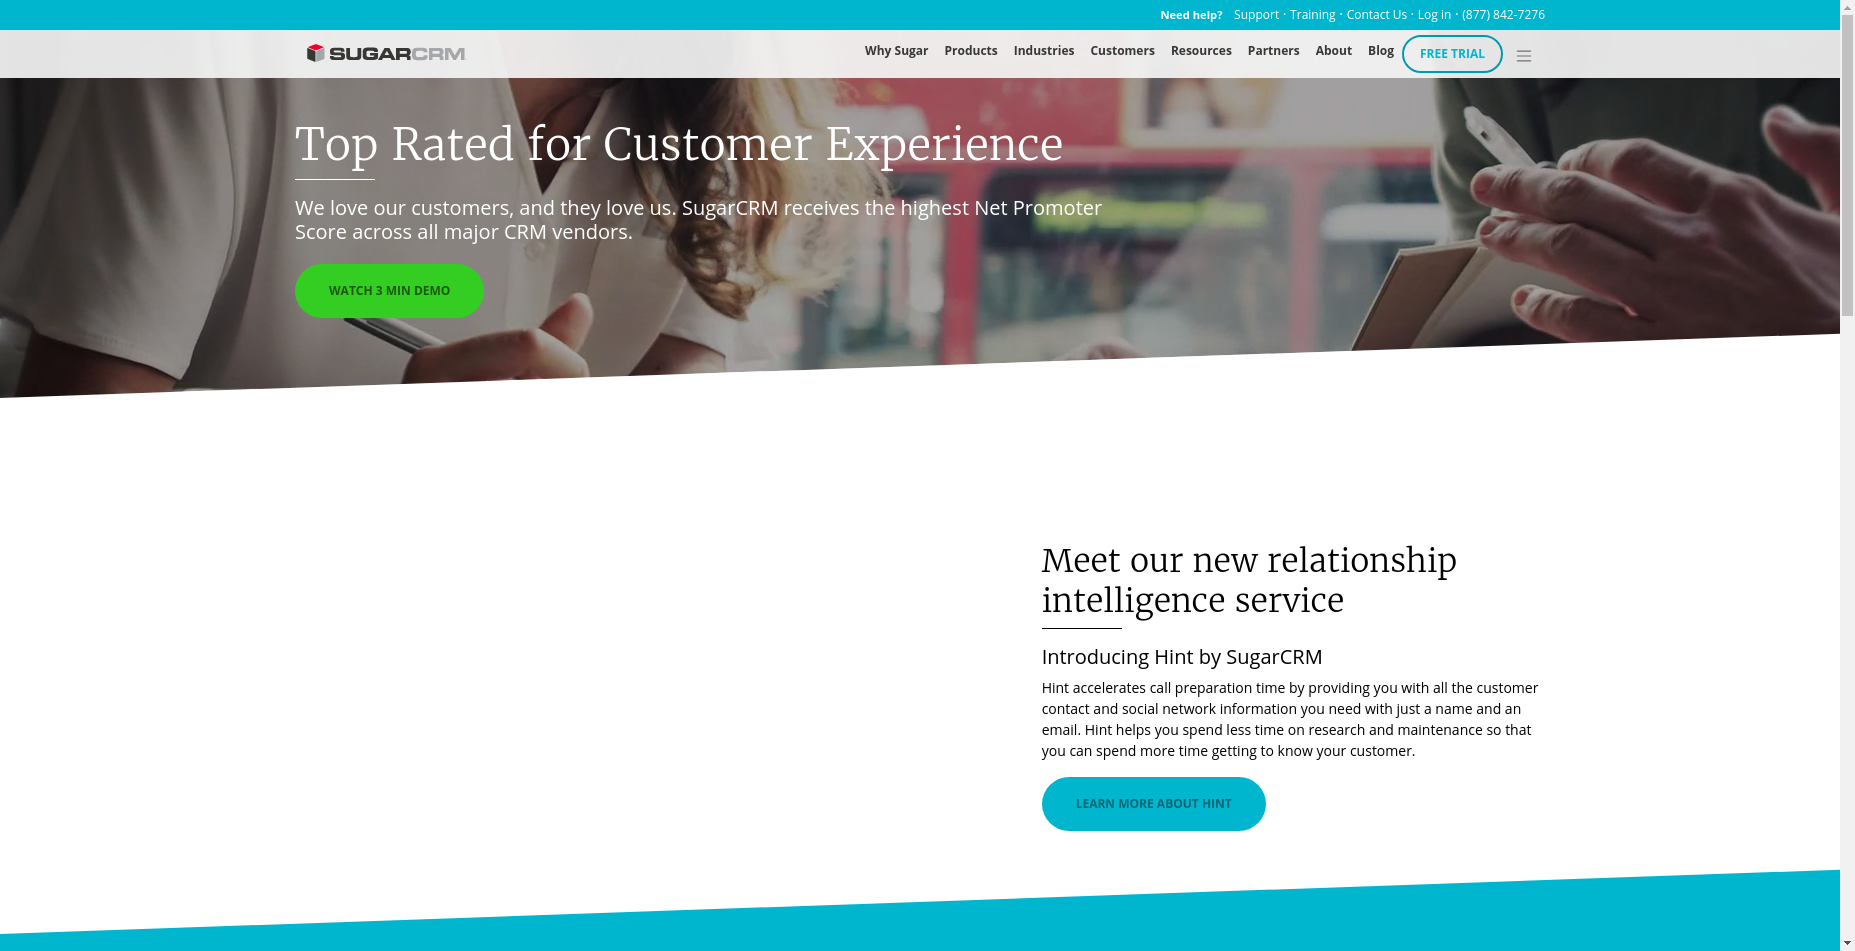 Need help? Support · Training · Contact Us · Log in · (877) 842-7276
SUGARCRM
Why Sugar Products Industries Customers Resources Partners About Blog FREE TRIAL
Top Rated for Customer Experience
We love our customers, and they love us. SugarCRM receives the highest Net Promoter
Score across all major CRM vendors.
WATCH 3 MIN DEMO
Meet our new relationship
intelligence service
Introducing Hint by SugarCRM
Hint accelerates call preparation time by providing you with all the customer
contact and social network information you need with just a name and an
email. Hint helps you spend less time on research and maintenance so that
you can spend more time getting to know your customer.
LEARN MORE ABOUT HINT